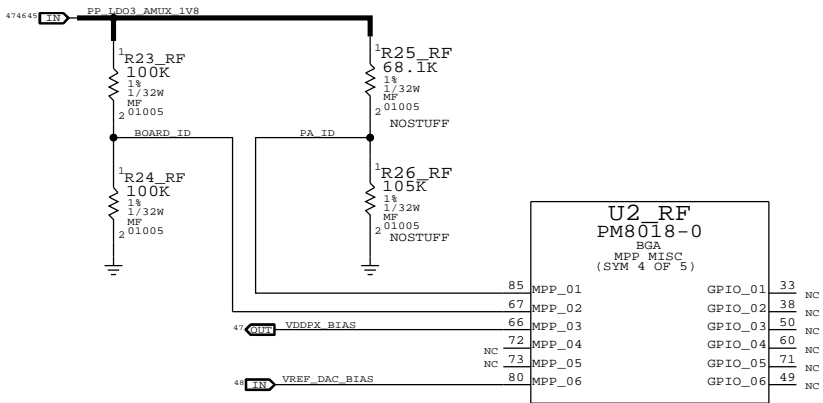 474645 IN PP_LDO3_AMUX_1V8
1 R23_RF
100K
1%
1/32W
MF
2 01005
1 R25_RF
68.1K
1%
1/32W
MF
2 01005
NOSTUFF
BOARD_ID
PA_ID
1 R24_RF
100K
1%
1/32W
MF
2 01005
1 R26_RF
105K
1%
1/32W
MF
2 01005
NOSTUFF
U2_RF
PM8018-0
BGA
MPP MISC
(SYM 4 OF 5)
85 MPP_01 GPIO_01 33 NC
67 MPP_02 GPIO_02 38 NC
47 OUT VDDPX_BIAS 66 MPP_03 GPIO_03 50 NC
NC 72 MPP_04 GPIO_04 60 NC
NC 73 MPP_05 GPIO_05 71 NC
48 IN VREF_DAC_BIAS 80 MPP_06 GPIO_06 49 NC